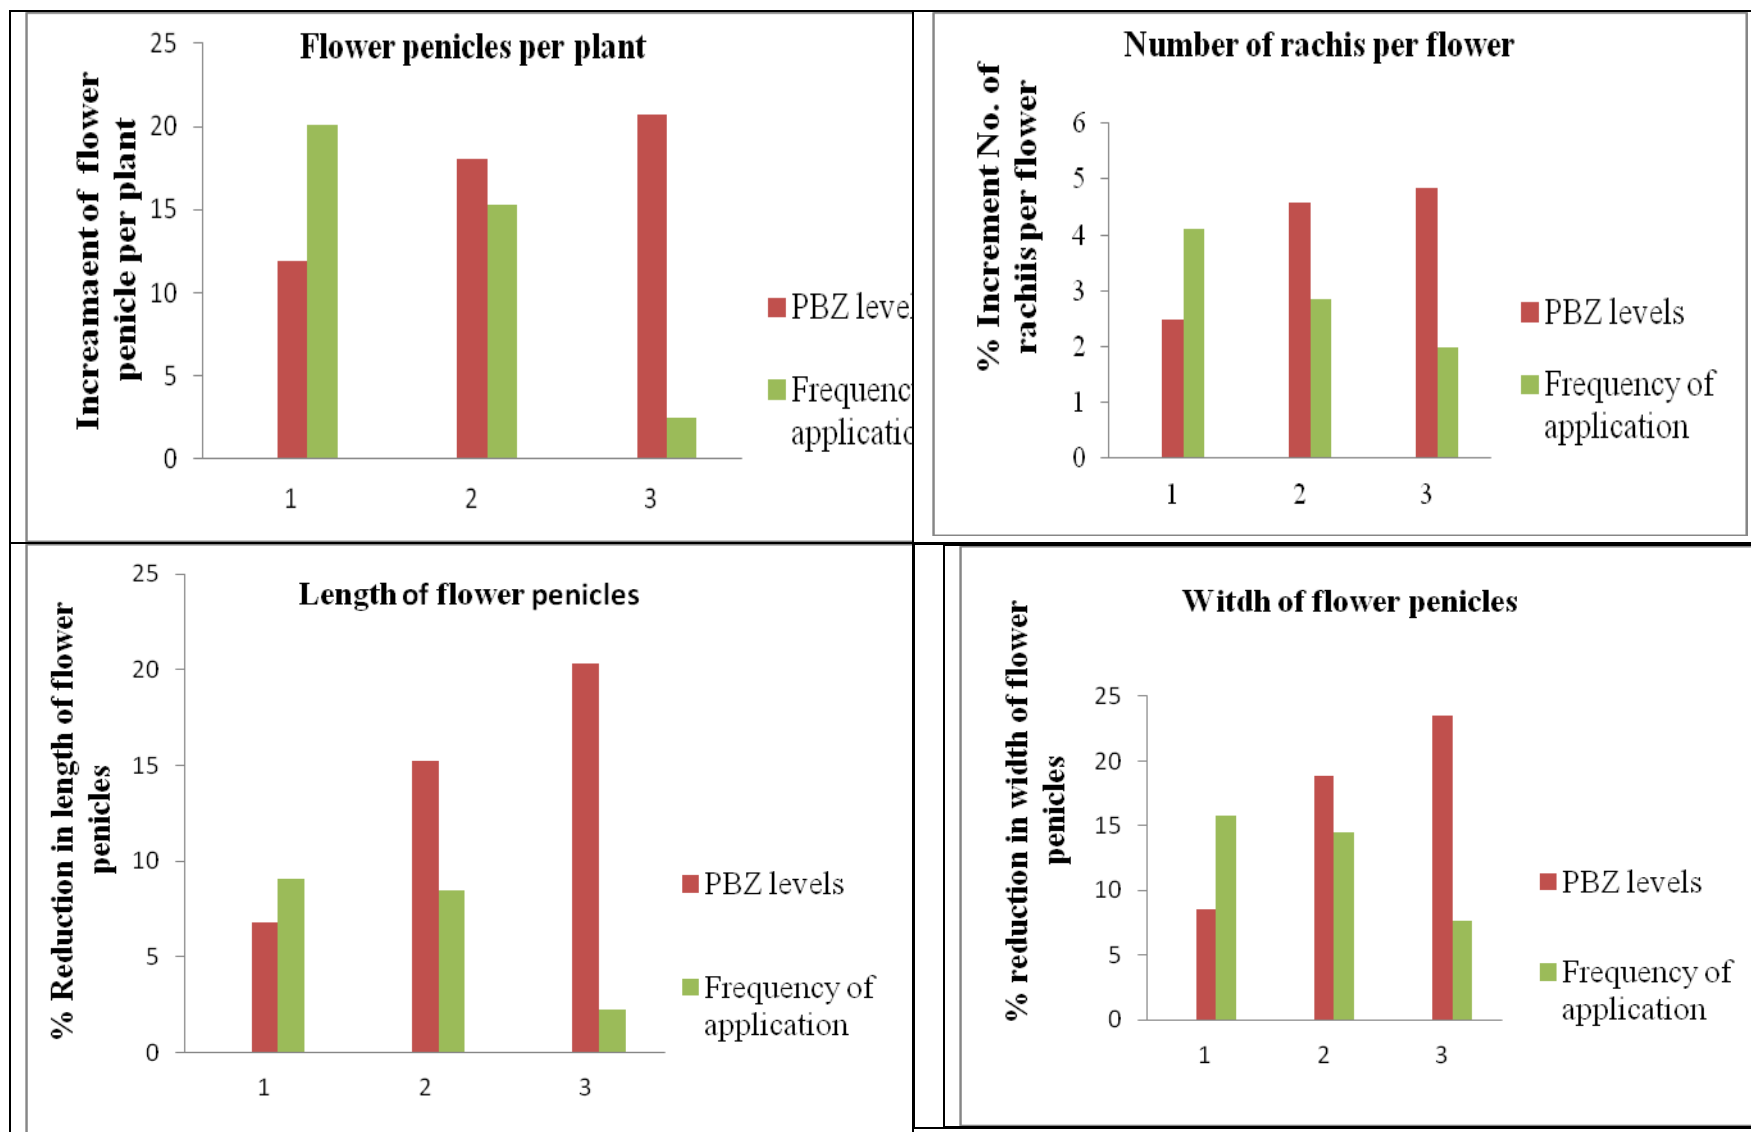 Flower penicles per plant
Increamaent of flower
penicle per plant
25
20
15
10
5
0
1
2
3
PBZ level
Frequenc
applicatio
Number of rachis per flower
% Increment No. of
rachiis per flower
6
5
4
3
2
1
0
1
2
3
PBZ levels
Frequency of
application
Length of flower penicles
% Reduction in length of flower
penicles
25
20
15
10
5
0
1
2
3
PBZ levels
Frequency of
application
Witdh of flower penicles
% reduction in width of flower
penicles
25
20
15
10
5
0
1
2
3
PBZ levels
Frequency of
application